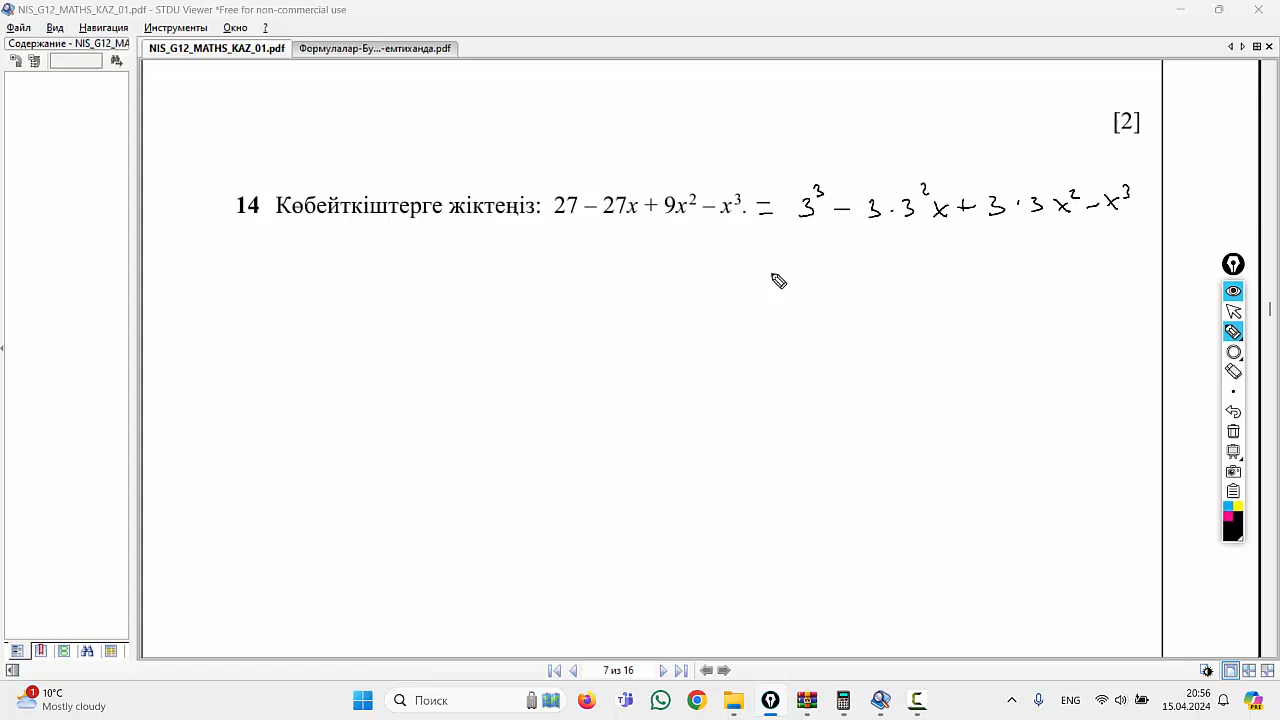 NIS_G12_MATHS_KAZ_01.pdf - STDU Viewer *Free for non-commercial use
Файл Вид Навигация Инструменты Окно ?
Содержание - NIS_G12_MA
NIS_G12_MATHS_KAZ_01.pdf Формулалар-Бу...-емтиханда.pdf
[2]
14 Көбейткіштерге жіктеңіз: 27 – 27x + 9x² – x³. = 3³ – 3 · 3² x + 3 · 3 x² – x³
7 из 16
1
10°C
Mostly cloudy
Поиск
ENG
20:56
15.04.2024
PRE